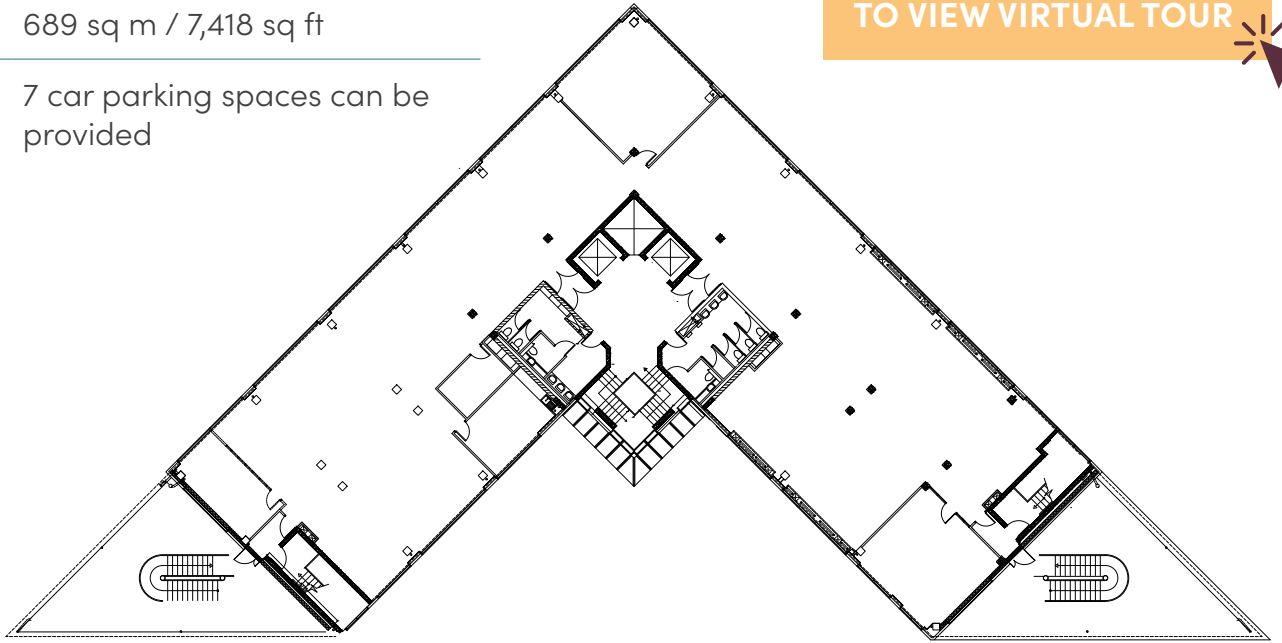 689 sq m / 7,418 sq ft
TO VIEW VIRTUAL TOUR
7 car parking spaces can be
provided